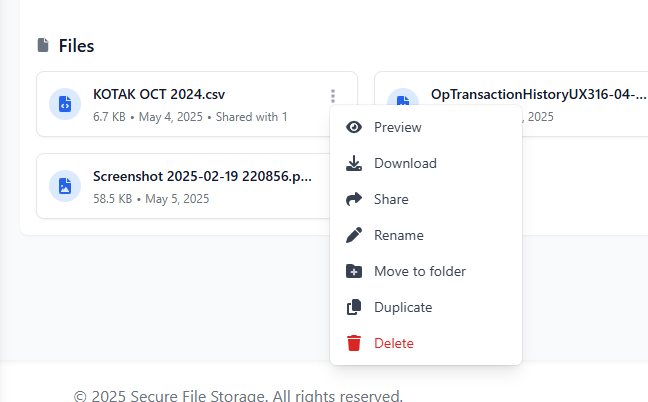 Files
KOTAK OCT 2024.csv
6.7 KB • May 4, 2025 • Shared with 1
OpTransactionHistoryUX316-04-...
, 2025
Screenshot 2025-02-19 220856.p...
58.5 KB • May 5, 2025
Preview
Download
Share
Rename
Move to folder
Duplicate
Delete
© 2025 Secure File Storage. All rights reserved.